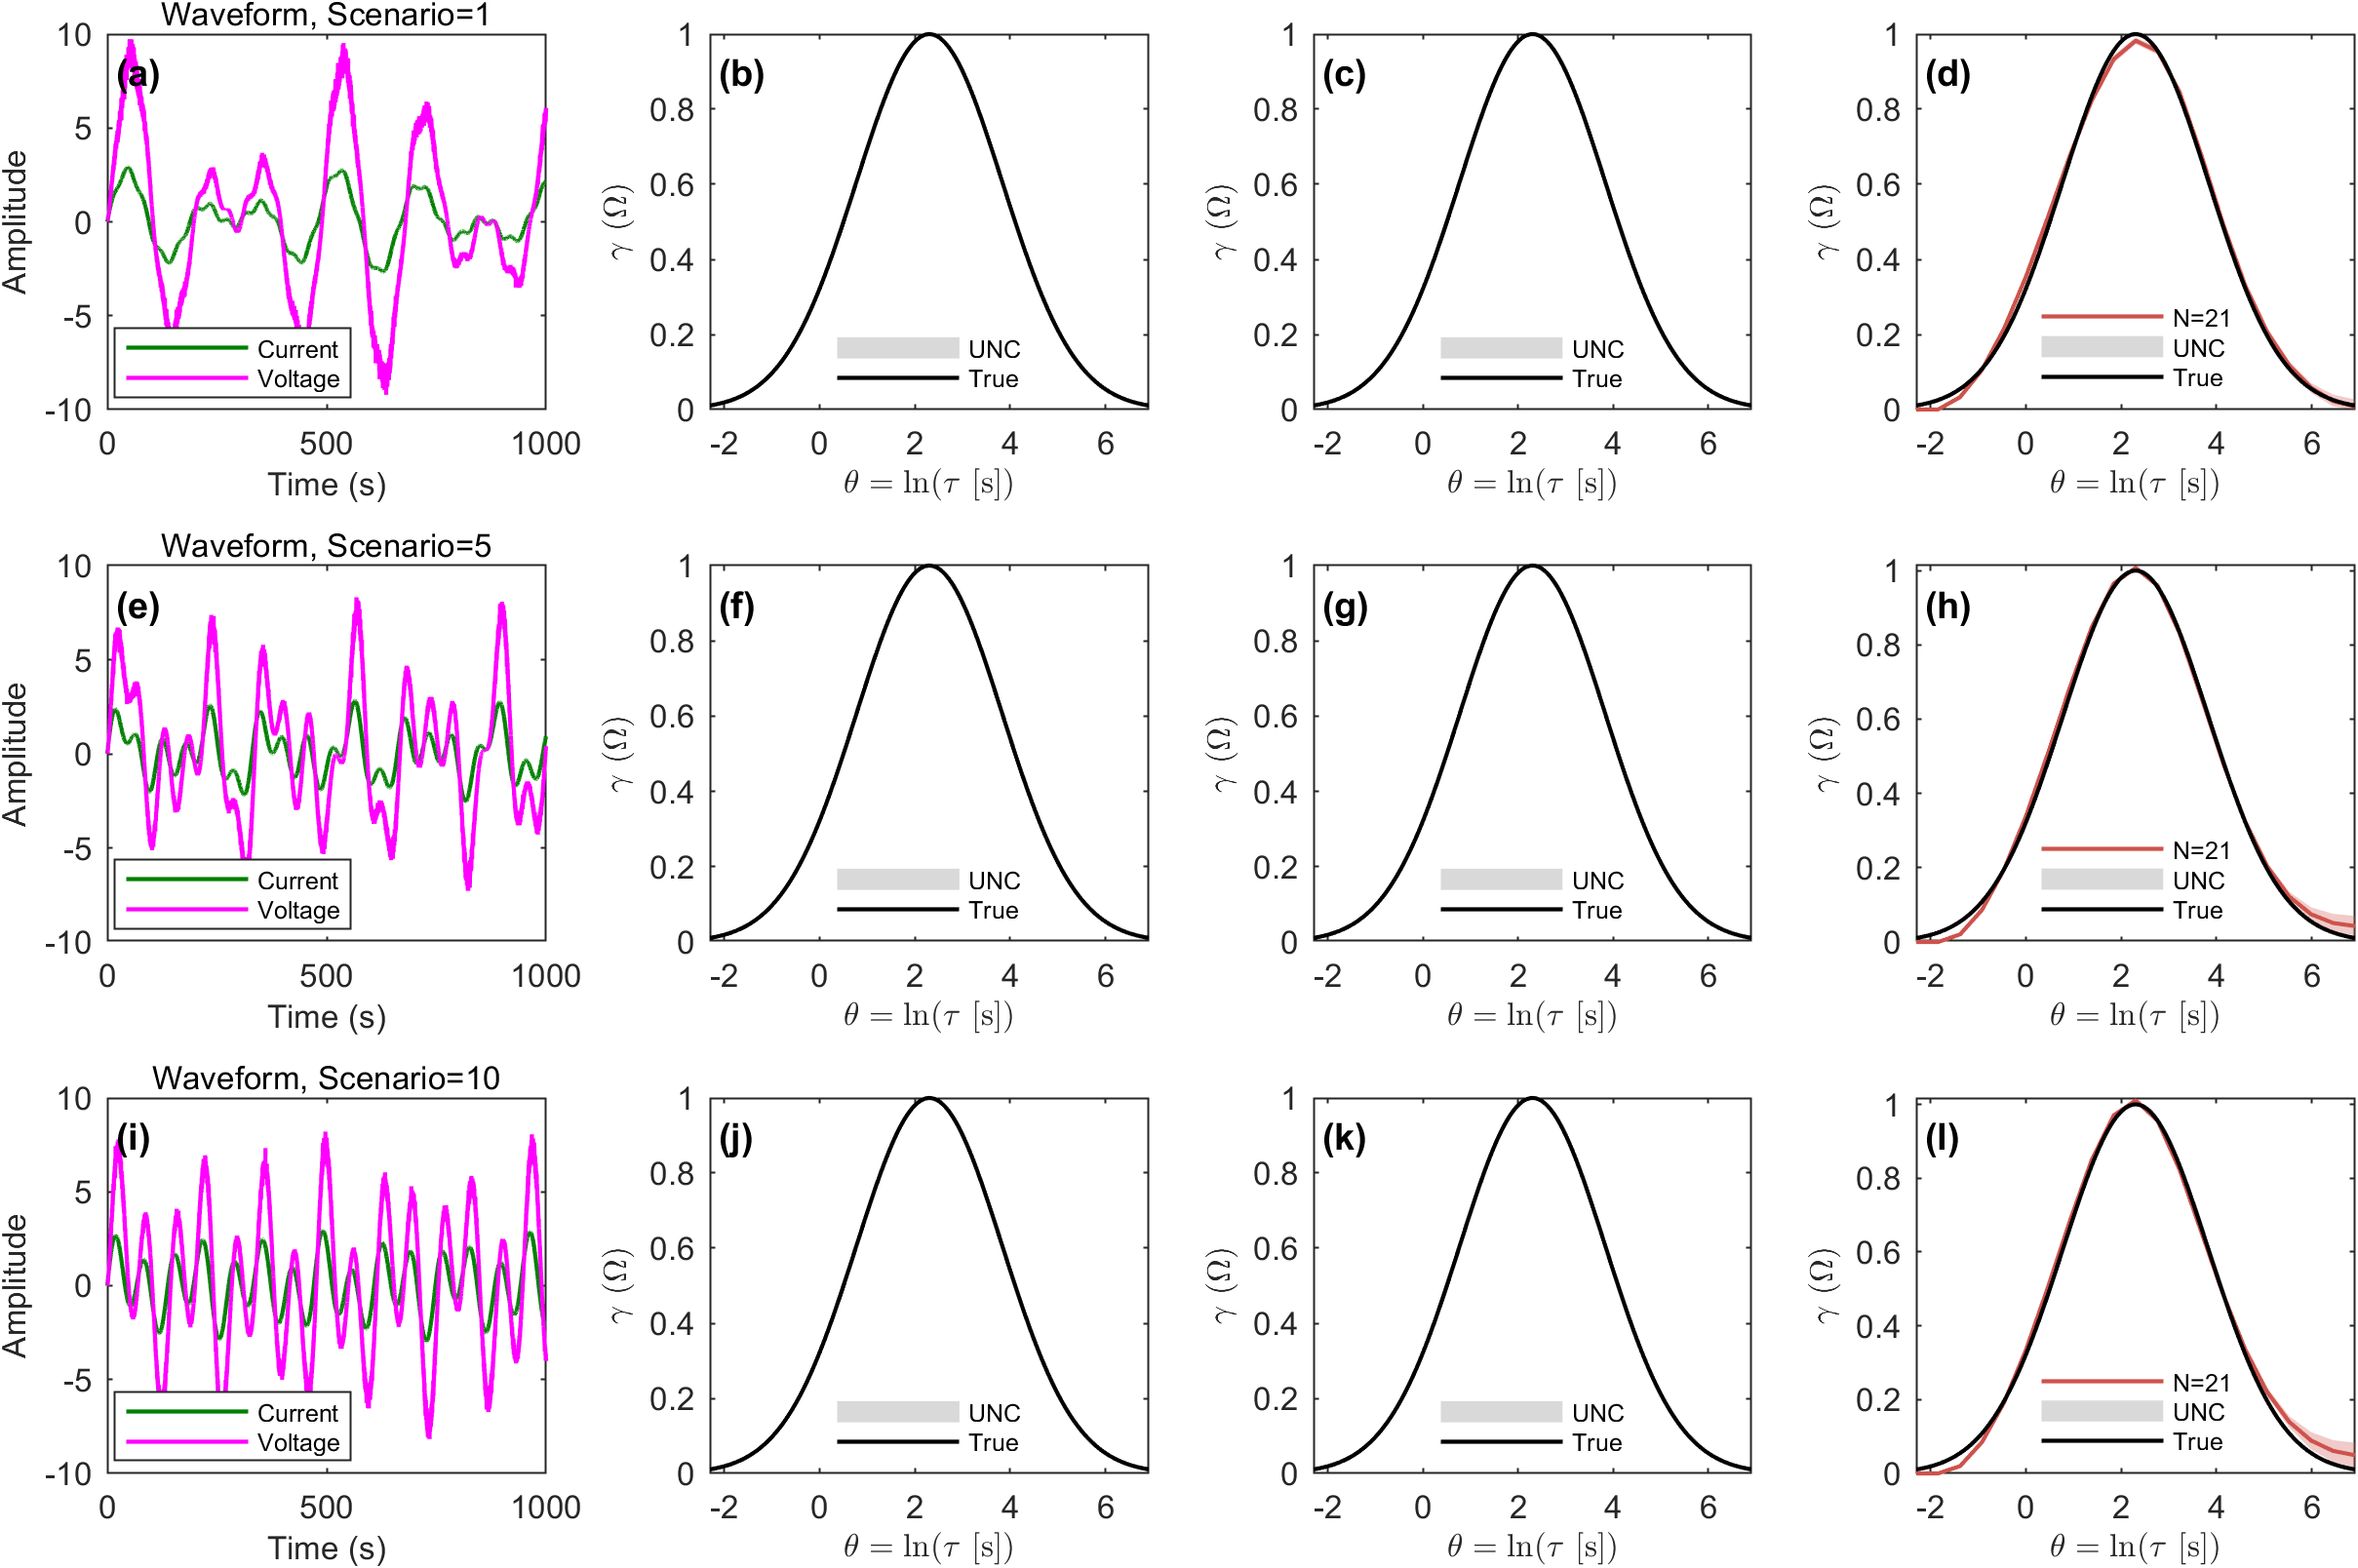 Waveform, Scenario=1
(a)
Amplitude
10
5
0
-5
-10
Current
Voltage
0
500
1000
Time (s)
(b)
γ (Ω)
1
0.8
0.6
0.4
0.2
0
UNC
True
-2
0
2
4
6
θ = ln(τ [s])
(c)
γ (Ω)
1
0.8
0.6
0.4
0.2
0
UNC
True
-2
0
2
4
6
θ = ln(τ [s])
(d)
γ (Ω)
1
0.8
0.6
0.4
0.2
0
N=21
UNC
True
-2
0
2
4
6
θ = ln(τ [s])
Waveform, Scenario=5
(e)
Amplitude
10
5
0
-5
-10
Current
Voltage
0
500
1000
Time (s)
(f)
γ (Ω)
1
0.8
0.6
0.4
0.2
0
UNC
True
-2
0
2
4
6
θ = ln(τ [s])
(g)
γ (Ω)
1
0.8
0.6
0.4
0.2
0
UNC
True
-2
0
2
4
6
θ = ln(τ [s])
(h)
γ (Ω)
1
0.8
0.6
0.4
0.2
0
N=21
UNC
True
-2
0
2
4
6
θ = ln(τ [s])
Waveform, Scenario=10
(i)
Amplitude
10
5
0
-5
-10
Current
Voltage
0
500
1000
Time (s)
(j)
γ (Ω)
1
0.8
0.6
0.4
0.2
0
UNC
True
-2
0
2
4
6
θ = ln(τ [s])
(k)
γ (Ω)
1
0.8
0.6
0.4
0.2
0
UNC
True
-2
0
2
4
6
θ = ln(τ [s])
(l)
γ (Ω)
1
0.8
0.6
0.4
0.2
0
N=21
UNC
True
-2
0
2
4
6
θ = ln(τ [s])